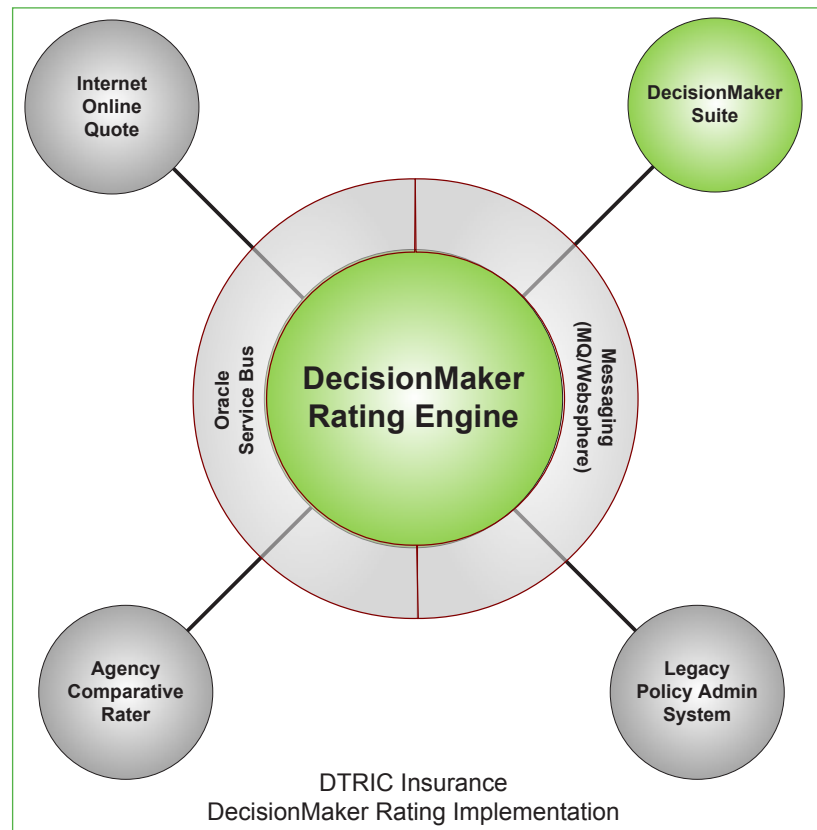 Internet
Online
Quote
DecisionMaker
Suite
Oracle
Service Bus
DecisionMaker
Rating Engine
Messaging
(MQ/Websphere)
Agency
Comparative
Rater
Legacy
Policy Admin
System
DTRIC Insurance
DecisionMaker Rating Implementation